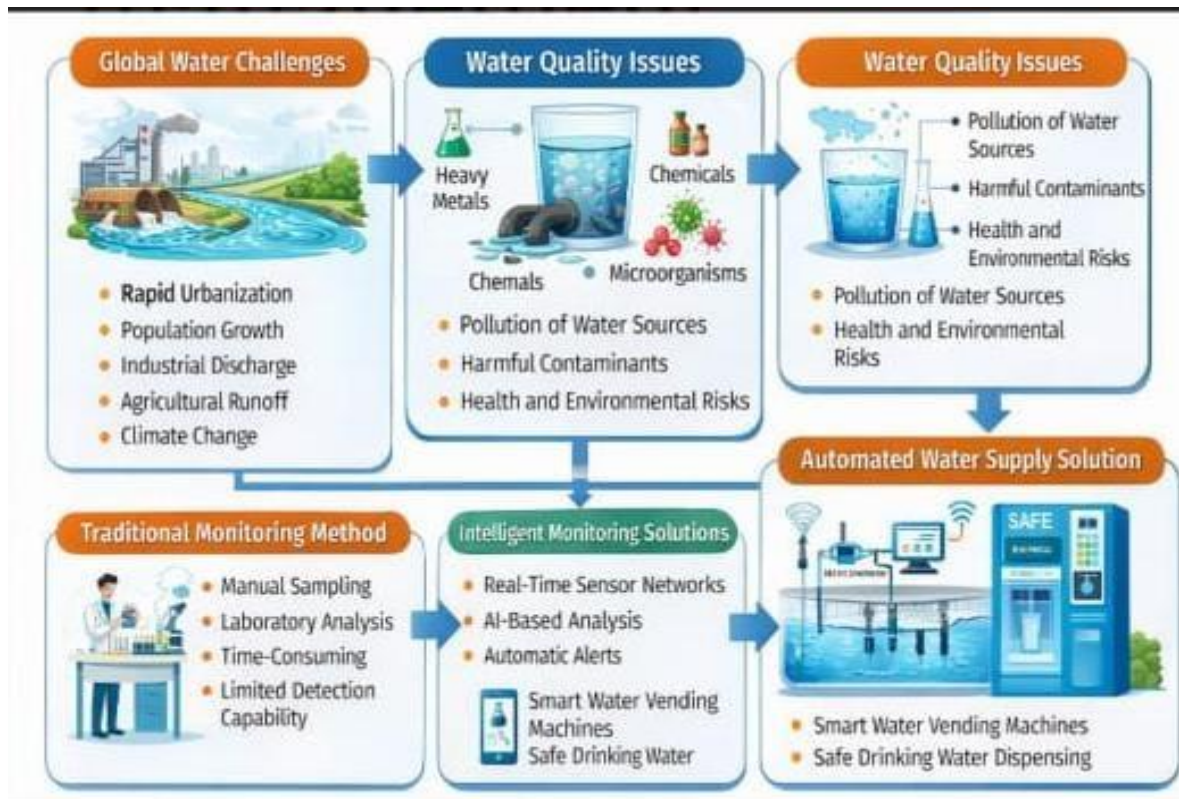 Global Water Challenges
Rapid Urbanization
Population Growth
Industrial Discharge
Agricultural Runoff
Climate Change
Water Quality Issues
Heavy
Metals
Chemicals
Chemals
Microorganisms
Pollution of Water Sources
Harmful Contaminants
Health and Environmental Risks
Water Quality Issues
Pollution of Water
Sources
Harmful Contaminants
Health and
Environmental Risks
Pollution of Water Sources
Health and Environmental
Risks
Traditional Monitoring Method
Manual Sampling
Laboratory Analysis
Time-Consuming
Limited Detection
Capability
Intelligent Monitoring Solutions
Real-Time Sensor Networks
AI-Based Analysis
Automatic Alerts
Smart Water Vending
Machines
Safe Drinking Water
Automated Water Supply Solution
SAFE
Smart Water Vending Machines
Safe Drinking Water Dispensing